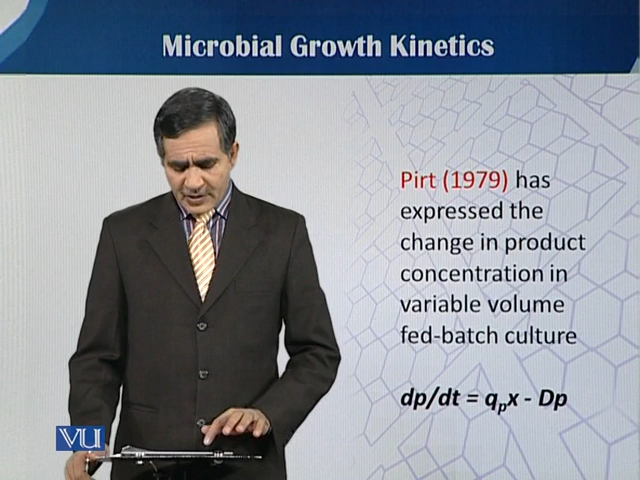 Microbial Growth Kinetics
Pirt (1979) has
expressed the
change in product
concentration in
variable volume
fed-batch culture
dp/dt = qpx - Dp
VU